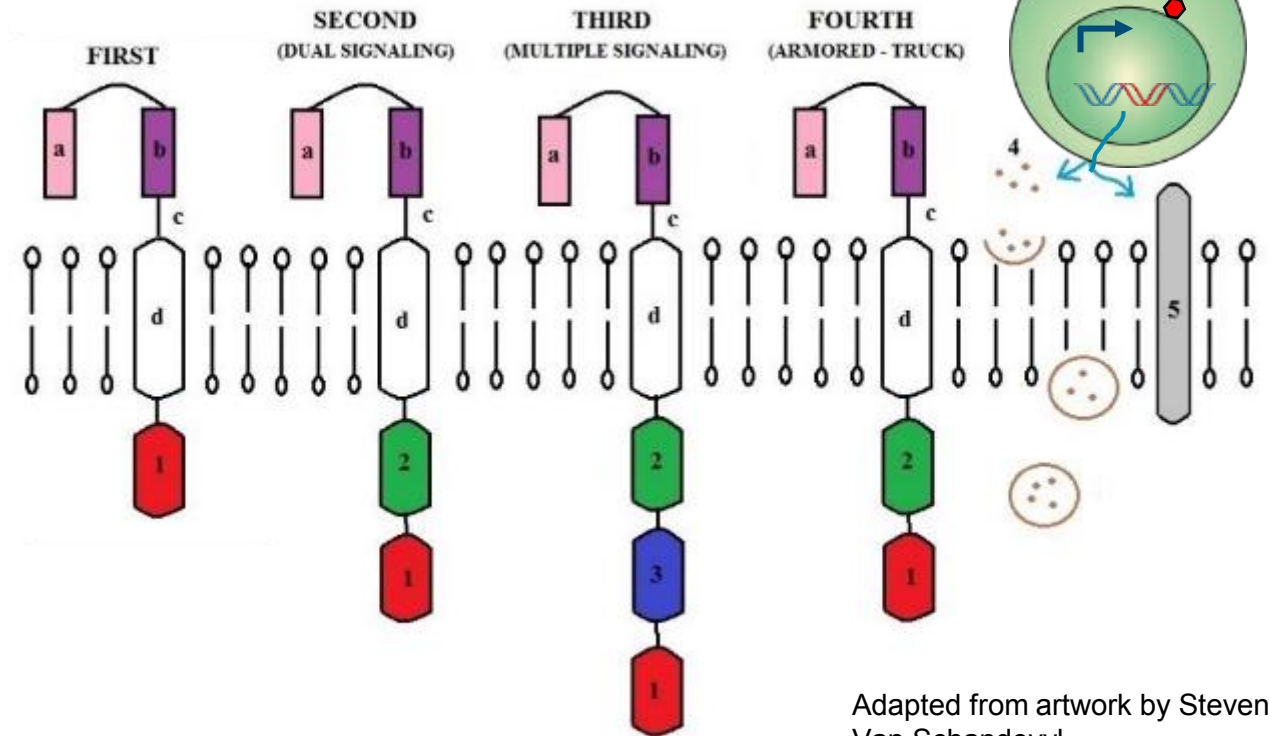 FIRST
SECOND
(DUAL SIGNALING)
THIRD
(MULTIPLE SIGNALING)
FOURTH
(ARMORED - TRUCK)
a
b
c
d
1
a
b
c
d
2
1
a
b
c
d
2
3
1
a
b
c
d
2
1
4
5
Adapted from artwork by Steven